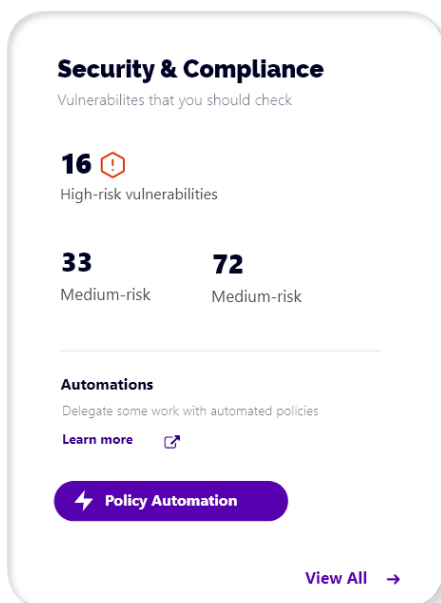 Security & Compliance
Vulnerabilites that you should check
16
High-risk vulnerabilities
33
72
Medium-risk
Medium-risk
Automations
Delegate some work with automated policies
Learn more
Policy Automation
View All